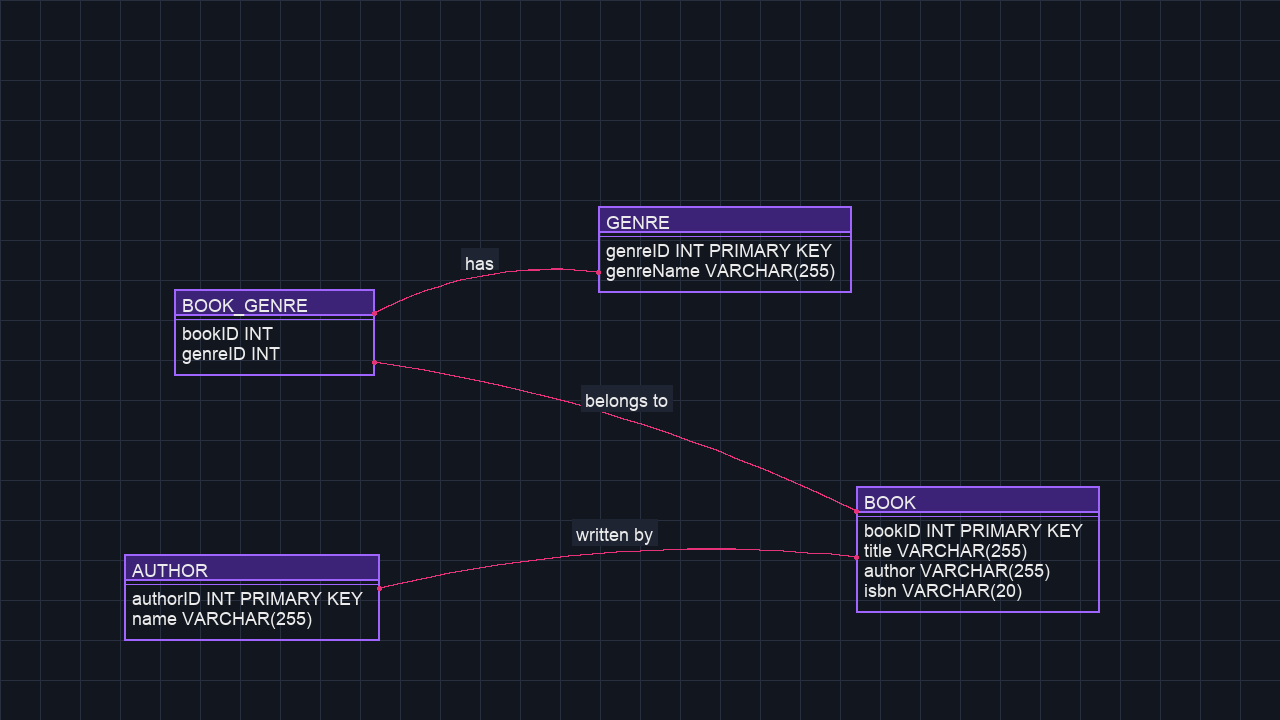 GENRE
genreID INT PRIMARY KEY
genreName VARCHAR(255)
has
BOOK_GENRE
bookID INT
genreID INT
belongs to
BOOK
bookID INT PRIMARY KEY
title VARCHAR(255)
author VARCHAR(255)
isbn VARCHAR(20)
written by
AUTHOR
authorID INT PRIMARY KEY
name VARCHAR(255)